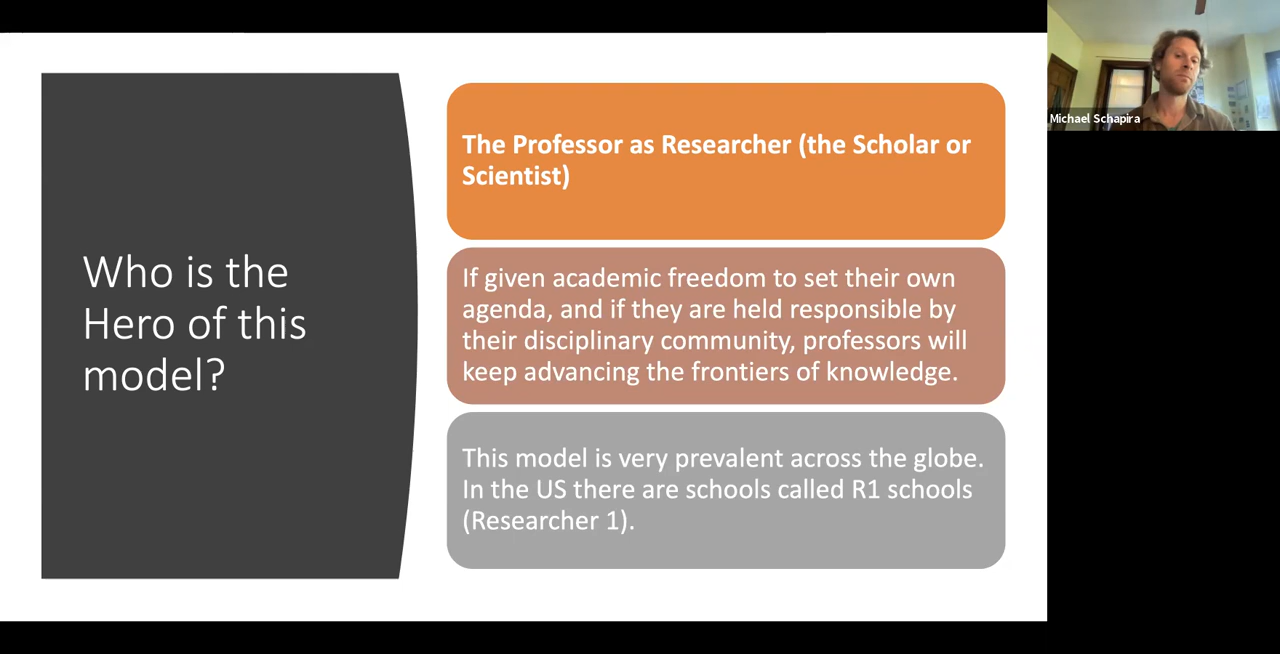 Who is the
Hero of this
model?
The Professor as Researcher (the Scholar or
Scientist)
If given academic freedom to set their own
agenda, and if they are held responsible by
their disciplinary community, professors will
keep advancing the frontiers of knowledge.
This model is very prevalent across the globe.
In the US there are schools called R1 schools
(Researcher 1).
Michael Schapira